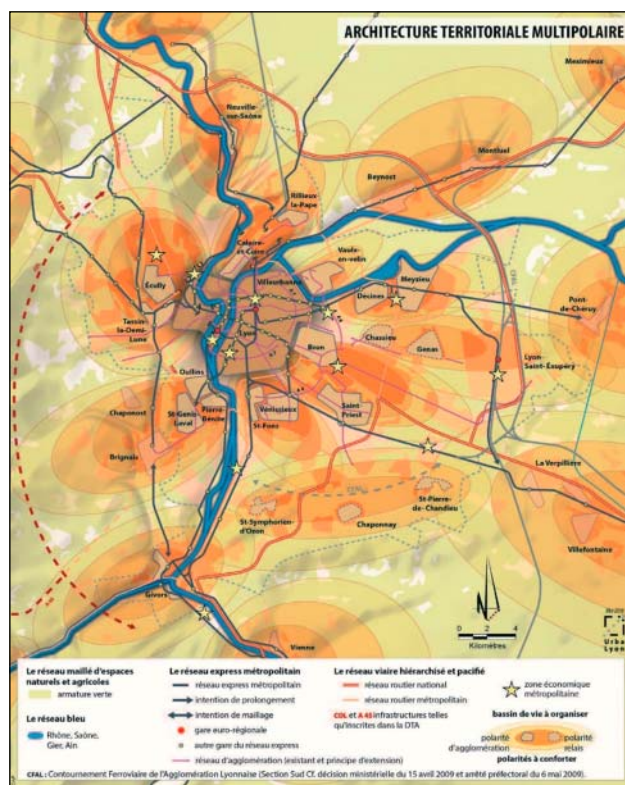 ARCHITECTURE TERRITORIALE MULTIPOLAIRE
Meximieux
Neuville-
sur-Saône
Montluel
Beynost
Rillieux
la-Pape
Caluire-
et-Cuire
Vaulx-
en-velin
Villeurbanne
Meyzieu
Écully
Décines
Pont-
de-Chéruy
Tassin-
la-Demi-
Lune
Lyon
Chassieu
Bron
Genas
Lyon-
Saint-Exupéry
Oullins
Chaponost
St-Genis-
Laval
Pierre-
Bénite
Vénissieux
St-Fons
Saint-
Priest
Brignais
La Verpillière
CFAL
St-Pierre-
de-Chandieu
St-Symphorien-
d'Ozon
Chaponnay
Villefontaine
Givors
Vienne
0 2 4
Kilomètres
Urba
Lyon
Le réseau maillé d'espaces
naturels et agricoles
armature verte
Le réseau bleu
Rhône, Saône,
Gier, Ain
Le réseau express métropolitain
réseau express métropolitain
intention de prolongement
intention de maillage
gare euro-régionale
autre gare du réseau express
réseau d'agglomération (existant et principe d'extension)
Le réseau viaire hiérarchisé et pacifié
réseau routier national
réseau routier métropolitain
COL et A 45 infrastructures telles
qu'inscrites dans la DTA
zone économique
métropolitaine
bassin de vie à organiser
polarité
d'agglomération
polarité
relais
polarités à conforter
CFAL : Contournement Ferroviaire de l'Agglomération Lyonnaise (Section Sud Cf. décision ministérielle du 15 avril 2009 et arrêté préfectoral du 6 mai 2009).